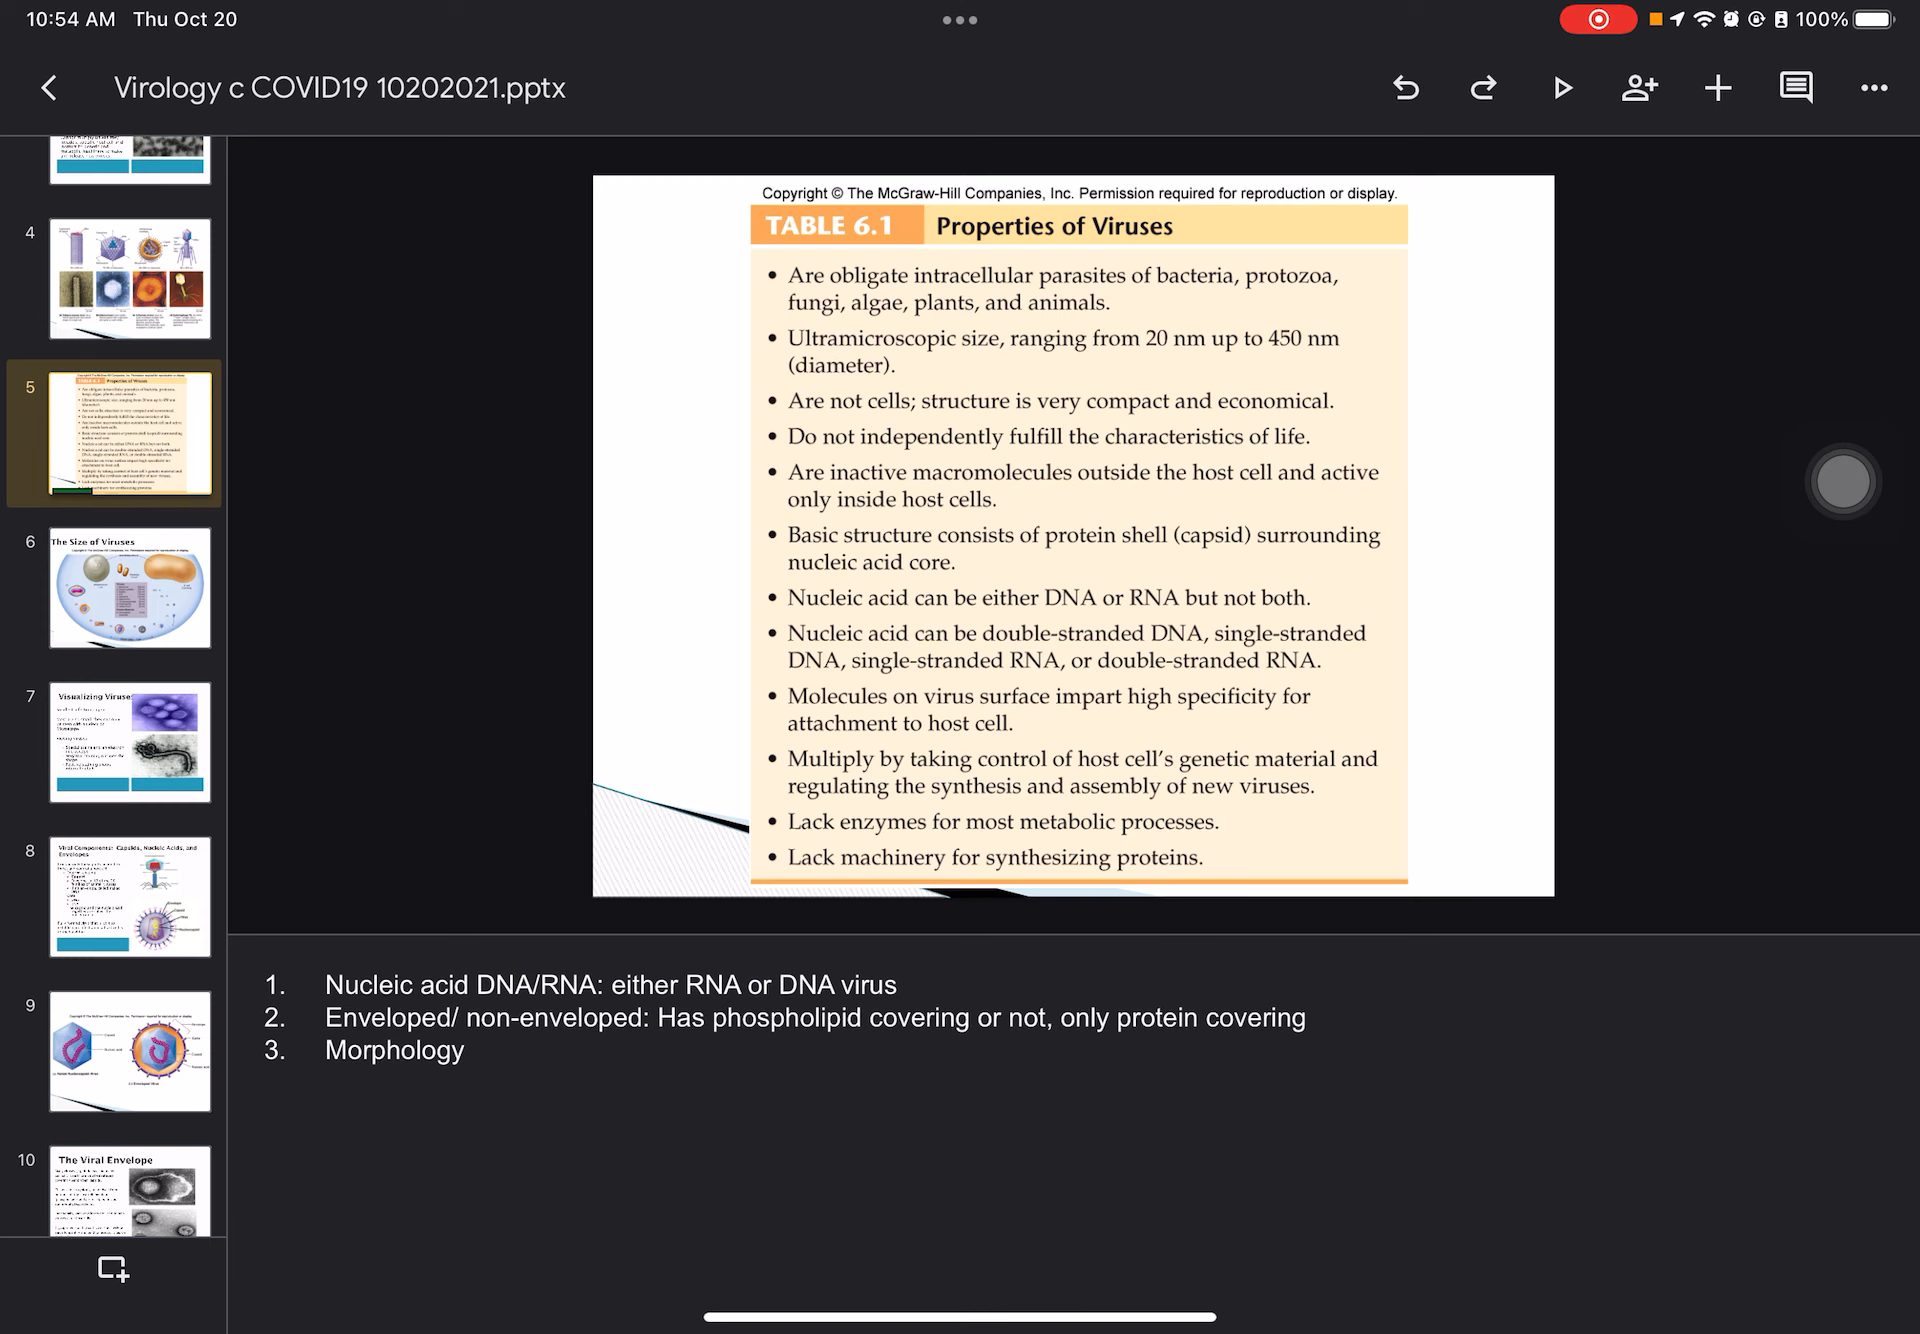 10:54 AM Thu Oct 20
100%
Virology c COVID19 10202021.pptx
4
5
6
The Size of Viruses
7
Visualizing Viruses
8
Viral Components: Capsids, Nucleic Acids, and
Envelopes
9
10
The Viral Envelope
Copyright © The McGraw-Hill Companies, Inc. Permission required for reproduction or display.
TABLE 6.1 Properties of Viruses
• Are obligate intracellular parasites of bacteria, protozoa,
fungi, algae, plants, and animals.
• Ultramicroscopic size, ranging from 20 nm up to 450 nm
(diameter).
• Are not cells; structure is very compact and economical.
• Do not independently fulfill the characteristics of life.
• Are inactive macromolecules outside the host cell and active
only inside host cells.
• Basic structure consists of protein shell (capsid) surrounding
nucleic acid core.
• Nucleic acid can be either DNA or RNA but not both.
• Nucleic acid can be double-stranded DNA, single-stranded
DNA, single-stranded RNA, or double-stranded RNA.
• Molecules on virus surface impart high specificity for
attachment to host cell.
• Multiply by taking control of host cell's genetic material and
regulating the synthesis and assembly of new viruses.
• Lack enzymes for most metabolic processes.
• Lack machinery for synthesizing proteins.
1. Nucleic acid DNA/RNA: either RNA or DNA virus
2. Enveloped/ non-enveloped: Has phospholipid covering or not, only protein covering
3. Morphology